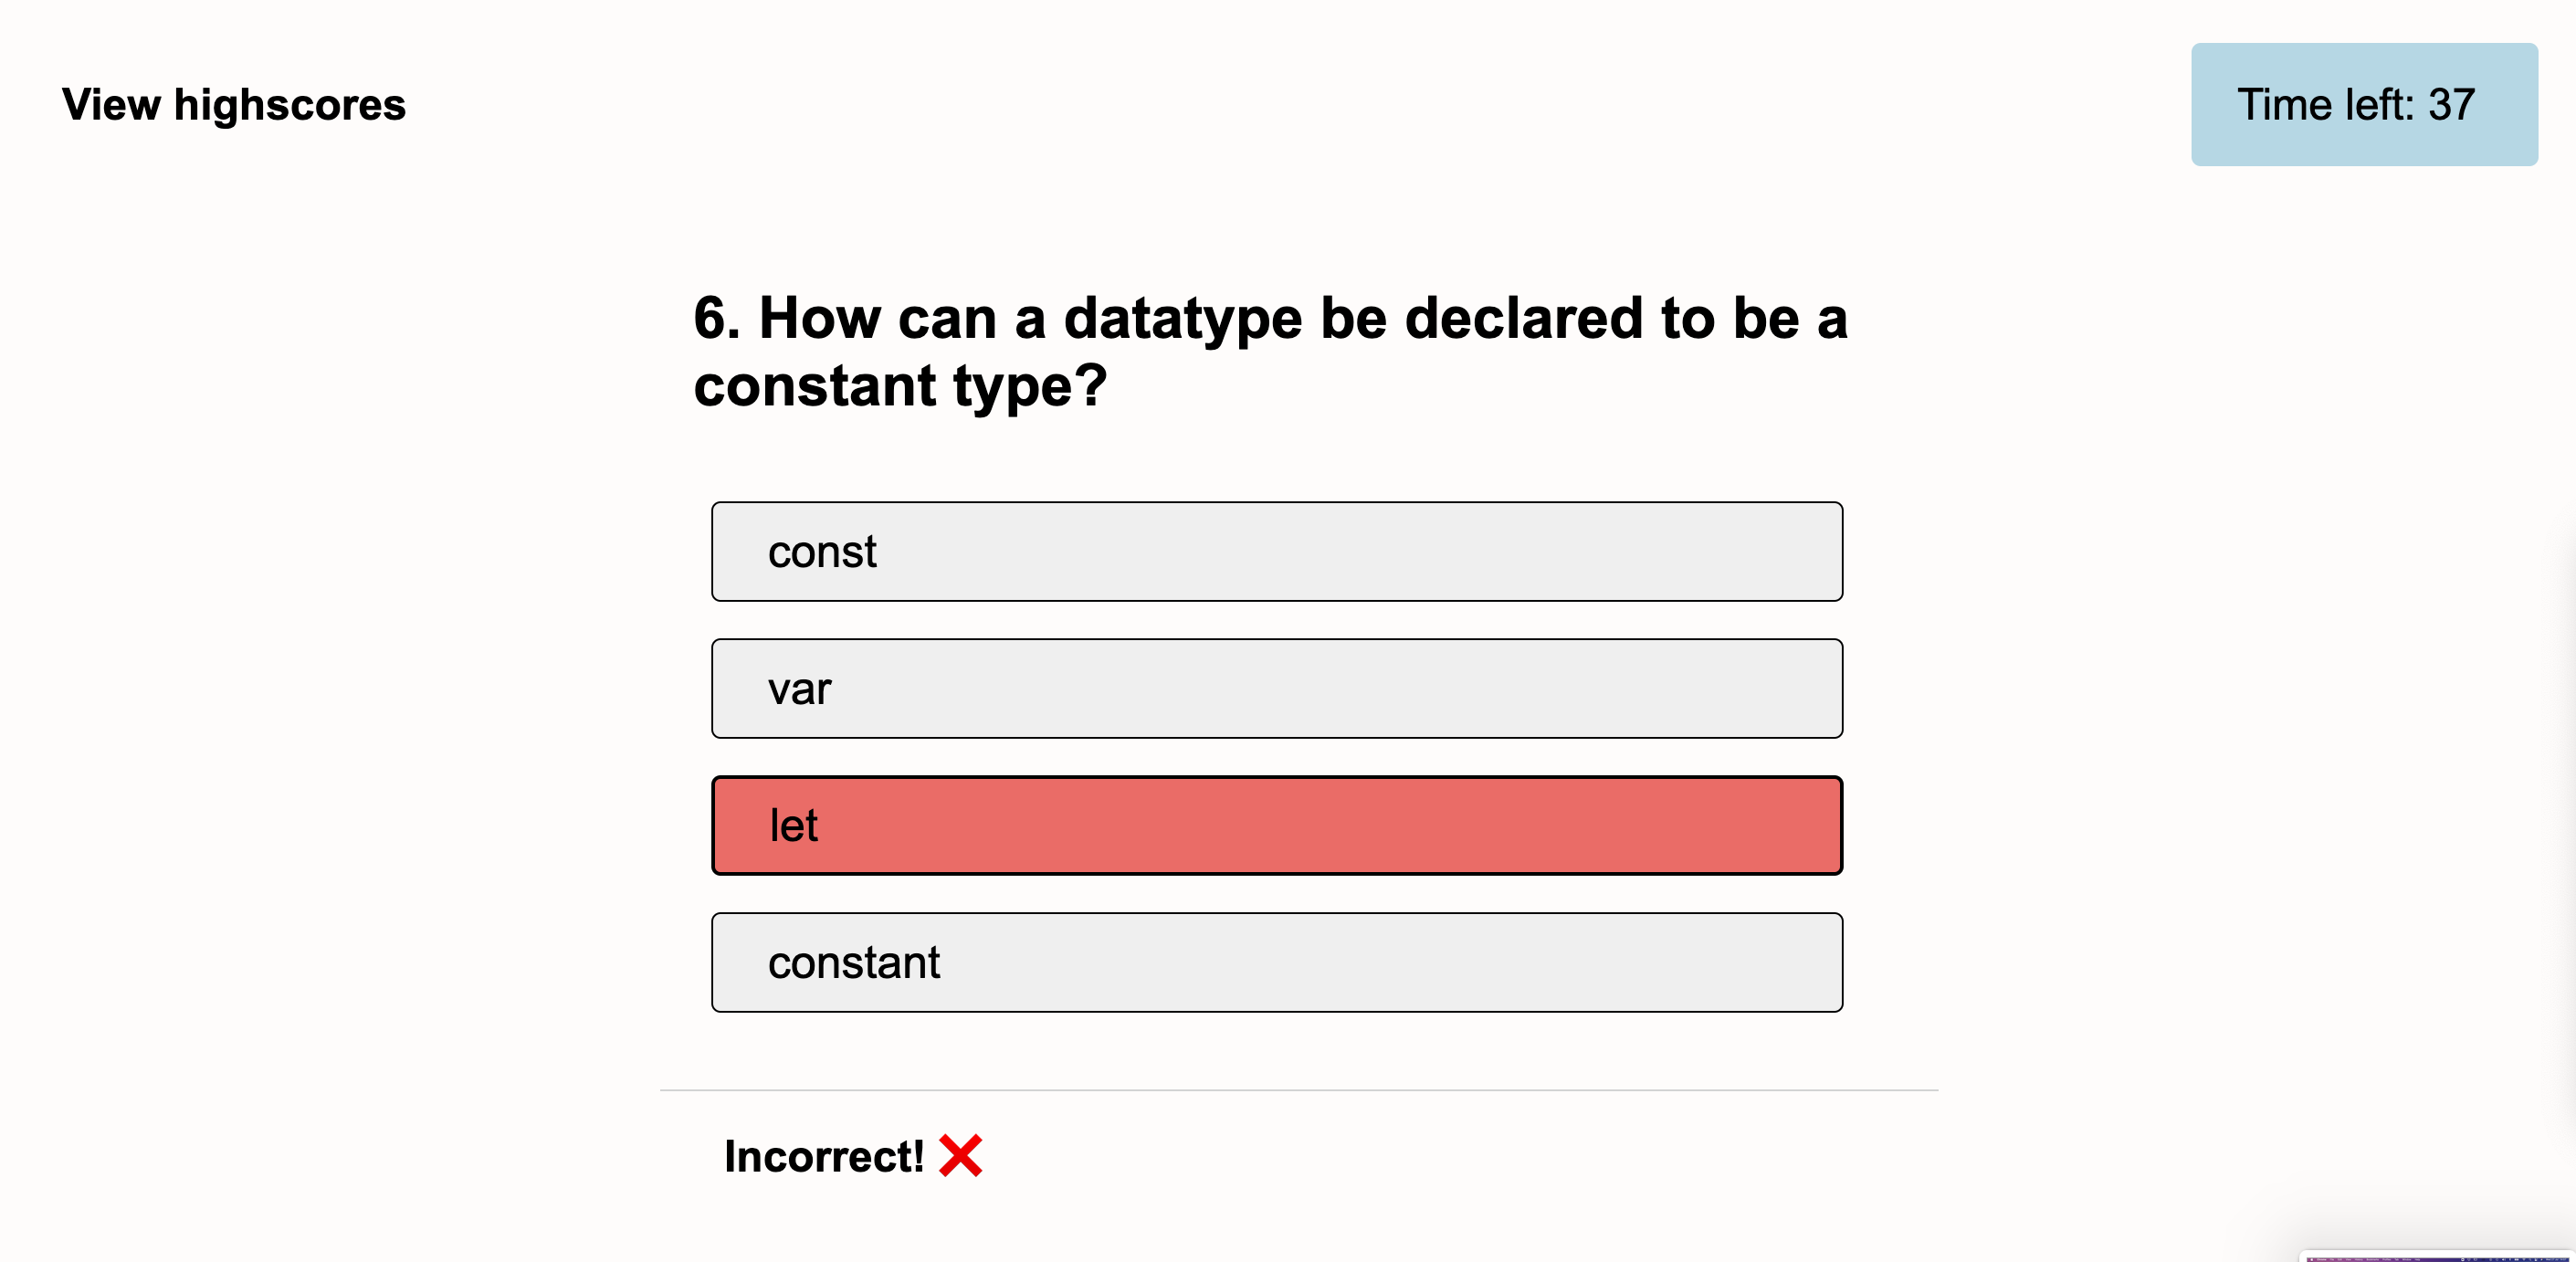 View highscores
Time left: 37
6. How can a datatype be declared to be a
constant type?
const
var
let
constant
Incorrect! ❌